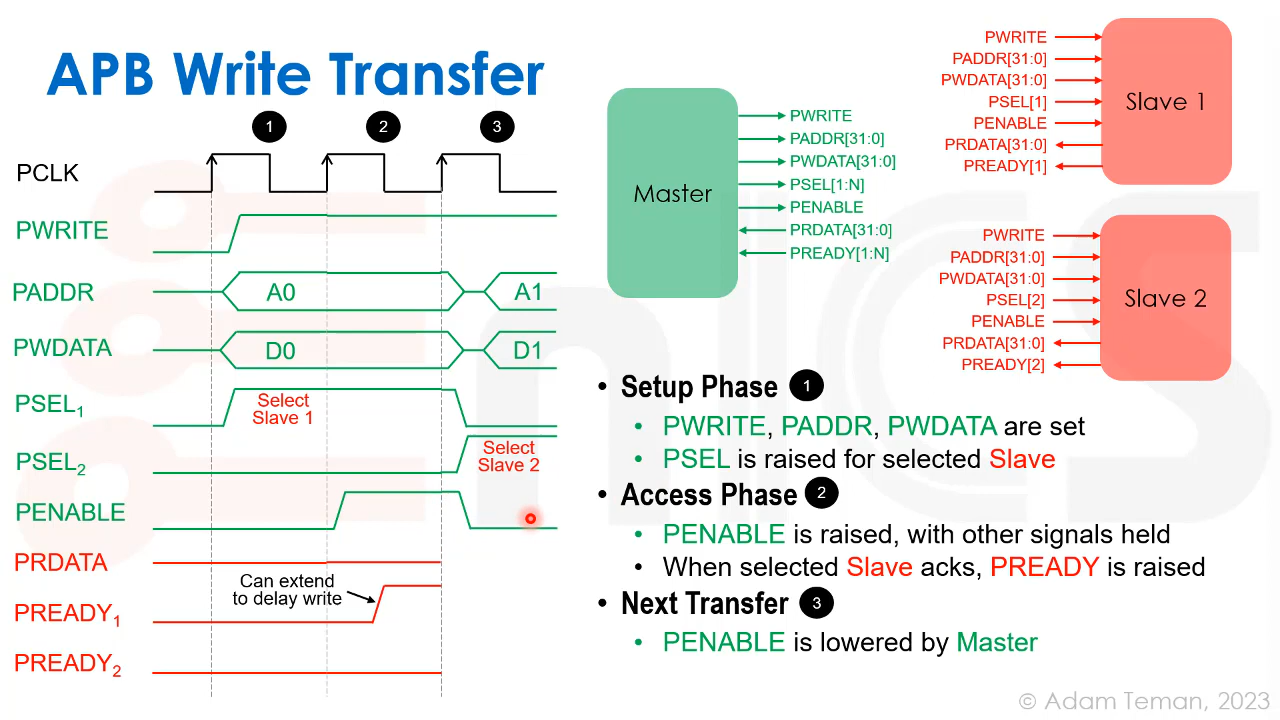 APB Write Transfer
1 2 3
PCLK
PWRITE
PADDR A0 A1
PWDATA D0 D1
PSEL1 Select
Slave 1
PSEL2 Select
Slave 2
PENABLE
PRDATA
Can extend
to delay write
PREADY1
PREADY2
Master
PWRITE
PADDR[31:0]
PWDATA[31:0]
PSEL[1:N]
PENABLE
PRDATA[31:0]
PREADY[1:N]
PWRITE
PADDR[31:0]
PWDATA[31:0]
PSEL[1]
PENABLE
PRDATA[31:0]
PREADY[1]
Slave 1
PWRITE
PADDR[31:0]
PWDATA[31:0]
PSEL[2]
PENABLE
PRDATA[31:0]
PREADY[2]
Slave 2
• Setup Phase 1
• PWRITE, PADDR, PWDATA are set
• PSEL is raised for selected Slave
• Access Phase 2
• PENABLE is raised, with other signals held
• When selected Slave acks, PREADY is raised
• Next Transfer 3
• PENABLE is lowered by Master
© Adam Teman, 2023